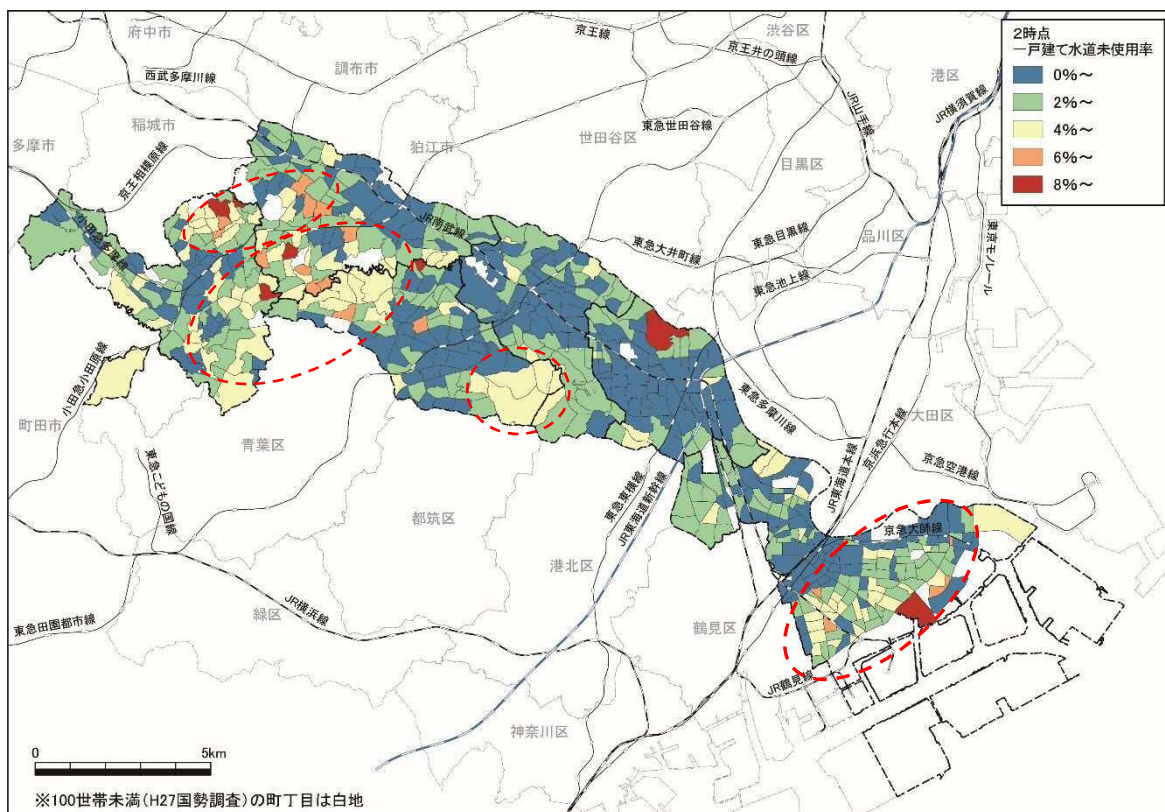 府中市
京王線
渋谷区
京王井の頭線
港区
西武多摩川線
調布市
JR山手線
JR横須賀線
稲城市
狛江市
世田谷区
東急世田谷線
目黒区
多摩市
京王相模原線
小田急多摩線
JR南武線
東急大井町線
東急目黒線
品川区
東急池上線
東京モノレール
小田急小田原線
町田市
青葉区
東急こどもの国線
東急多摩川線
大田区
JR東海道本線
京浜急行本線
京急空港線
都筑区
東急東横線
JR東海道新幹線
京急大師線
港北区
緑区
JR横浜線
東急田園都市線
鶴見区
JR鶴見線
神奈川区
2時点
一戸建て水道未使用率
0%~
2%~
4%~
6%~
8%~
0
5km
※100世帯未満(H27国勢調査)の町丁目は白地